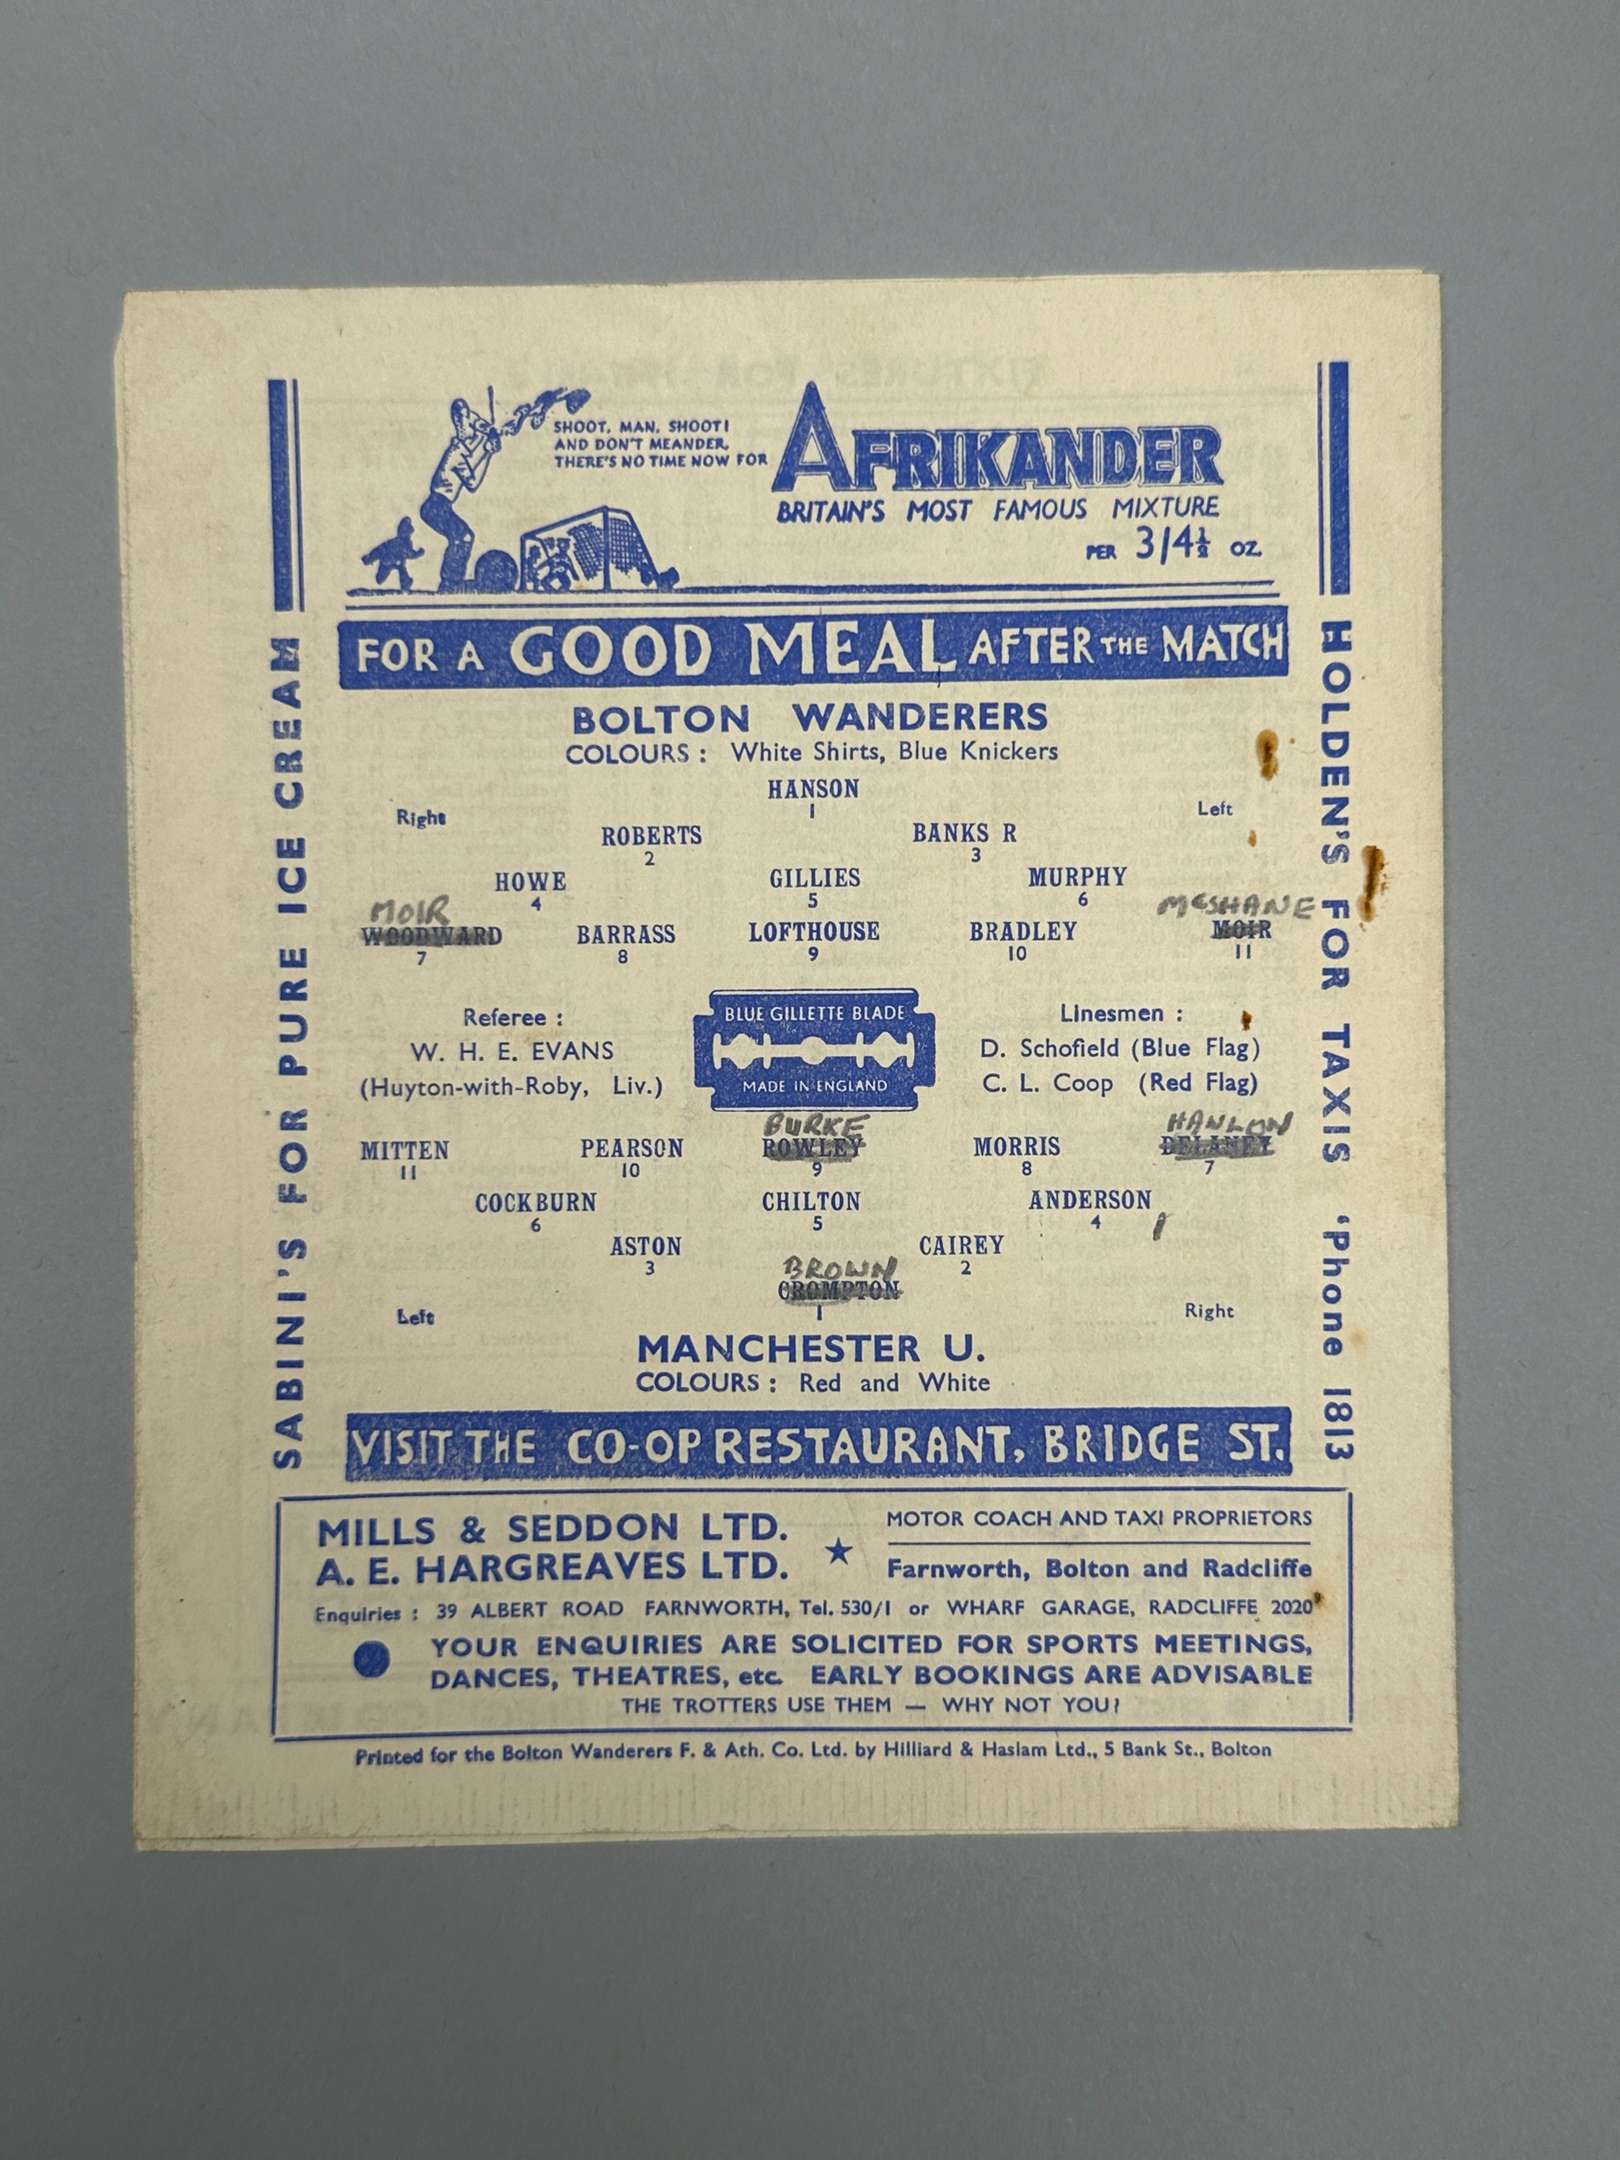 SHOOT, MAN, SHOOT!
AND DON'T MEANDER,
THERE'S NO TIME NOW FOR
AFRIKANDER
BRITAIN'S MOST FAMOUS MIXTURE
PER 3/4½ OZ.
SABINI'S FOR PURE ICE CREAM
HOLDEN'S FOR TAXIS 'Phone 1813
FOR A GOOD MEAL AFTER THE MATCH
BOLTON WANDERERS
COLOURS : White Shirts, Blue Knickers
HANSON
1
Right Left
ROBERTS BANKS R
2 3
HOWE GILLIES MURPHY
4 5 6
MOIR McSHANE
WOODWARD BARRASS LOFTHOUSE BRADLEY MOIR
7 8 9 10 11
Referee :
W. H. E. EVANS
(Huyton-with-Roby, Liv.)
BLUE GILLETTE BLADE
MADE IN ENGLAND
Linesmen :
D. Schofield (Blue Flag)
C. L. Coop (Red Flag)
BURKE HANLON
MITTEN PEARSON ROWLEY MORRIS DELANEY
11 10 9 8 7
COCKBURN CHILTON ANDERSON
6 5 4
ASTON CAIREY
3 2
BROWN
CROMPTON
1
Left Right
MANCHESTER U.
COLOURS : Red and White
VISIT THE CO-OP RESTAURANT, BRIDGE ST.
MILLS & SEDDON LTD.
A. E. HARGREAVES LTD.
MOTOR COACH AND TAXI PROPRIETORS
Farnworth, Bolton and Radcliffe
Enquiries : 39 ALBERT ROAD FARNWORTH, Tel. 530/1 or WHARF GARAGE, RADCLIFFE 2020
YOUR ENQUIRIES ARE SOLICITED FOR SPORTS MEETINGS,
DANCES, THEATRES, etc. EARLY BOOKINGS ARE ADVISABLE
THE TROTTERS USE THEM — WHY NOT YOU?
Printed for the Bolton Wanderers F. & Ath. Co. Ltd. by Hilliard & Haslam Ltd., 5 Bank St., Bolton